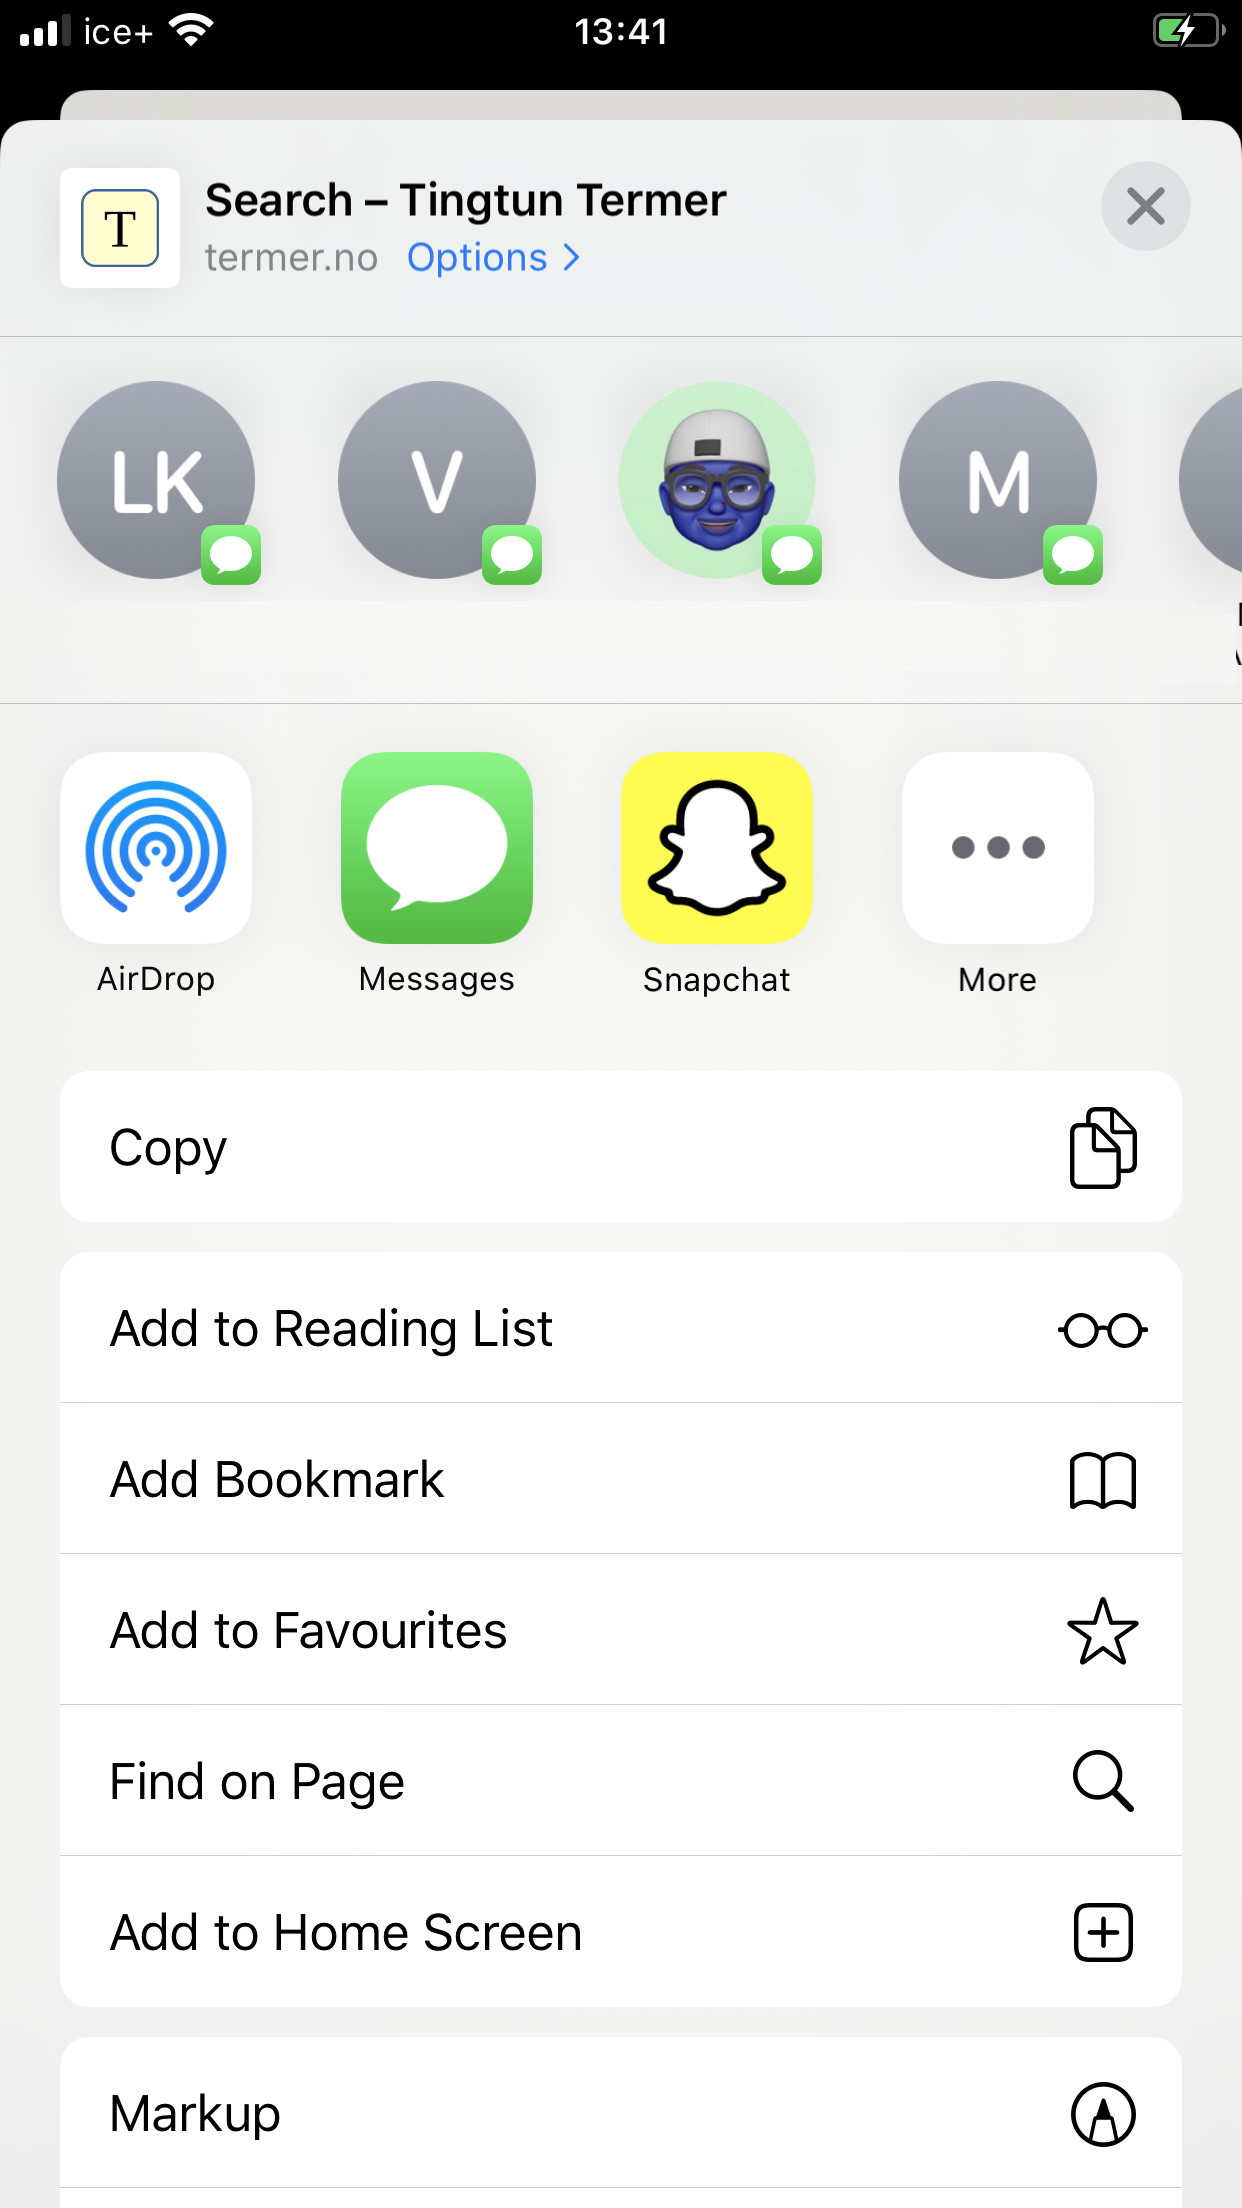 ice+
13:41
T
Search – Tingtun Termer
termer.no Options
LK
V
M
AirDrop
Messages
Snapchat
More
Copy
Add to Reading List
Add Bookmark
Add to Favourites
Find on Page
Add to Home Screen
Markup